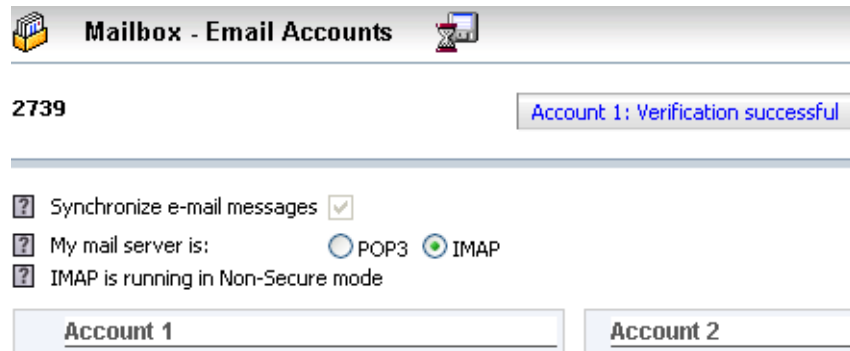 Mailbox - Email Accounts
2739
Account 1: Verification successful
? Synchronize e-mail messages
? My mail server is: POP3 IMAP
? IMAP is running in Non-Secure mode
Account 1
Account 2